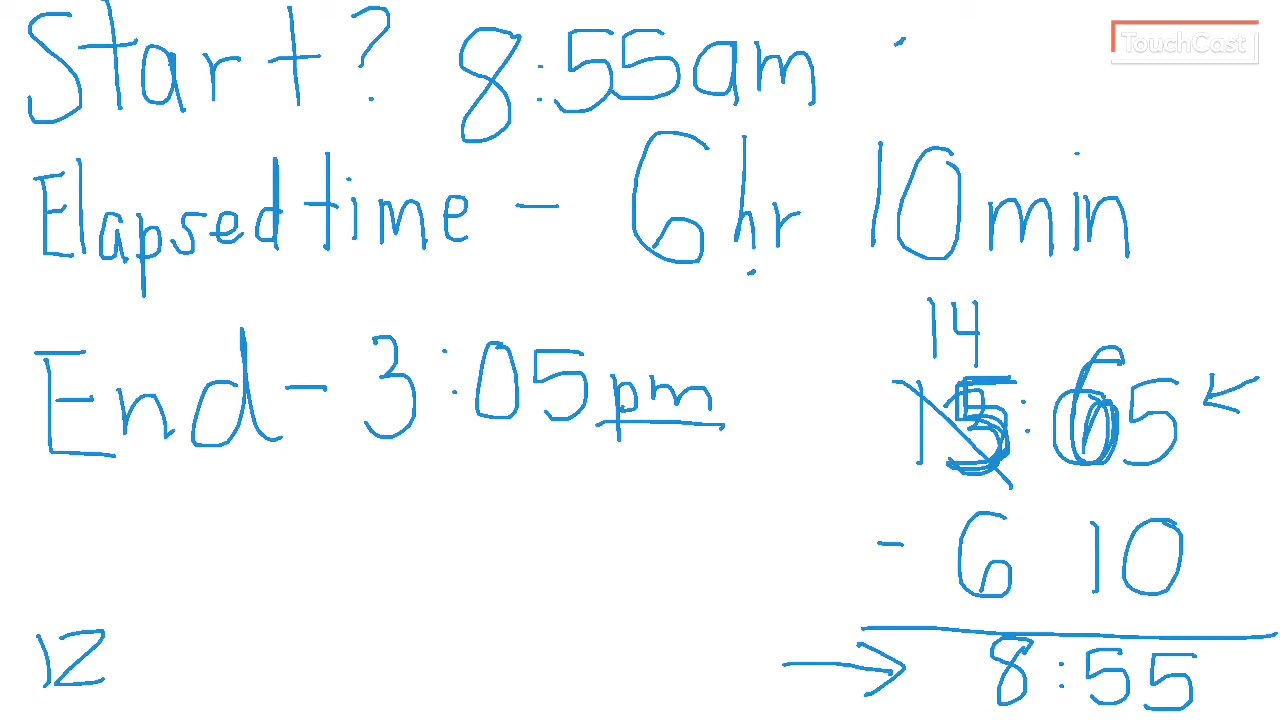 Start? 8:55am
TouchCast
Elapsed time - 6hr 10min
End - 3:05pm
14
15:65
- 6 10
8:55
12